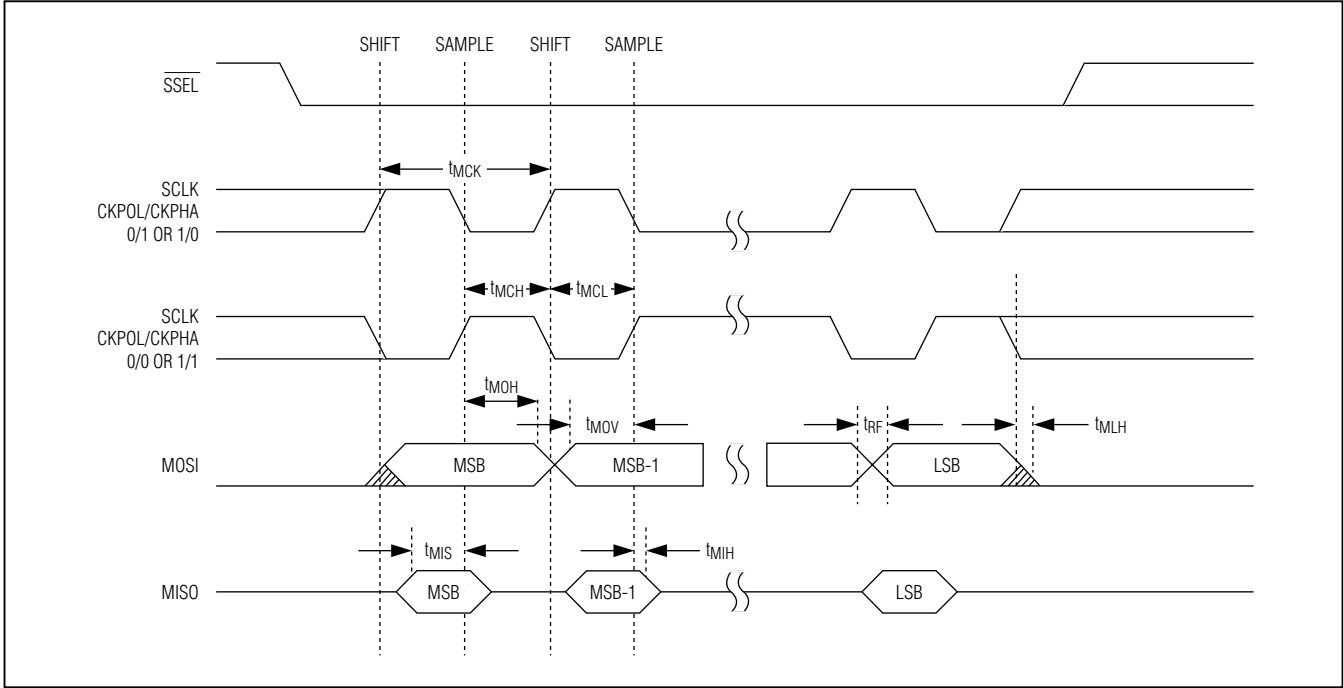 SHIFT SAMPLE SHIFT SAMPLE
SSEL
tMCK
SCLK
CKPOL/CKPHA
0/1 OR 1/0
tMCH tMCL
SCLK
CKPOL/CKPHA
0/0 OR 1/1
tMOH
tMOV tRF tMLH
MOSI MSB MSB-1 LSB
tMIS tMIH
MISO MSB MSB-1 LSB